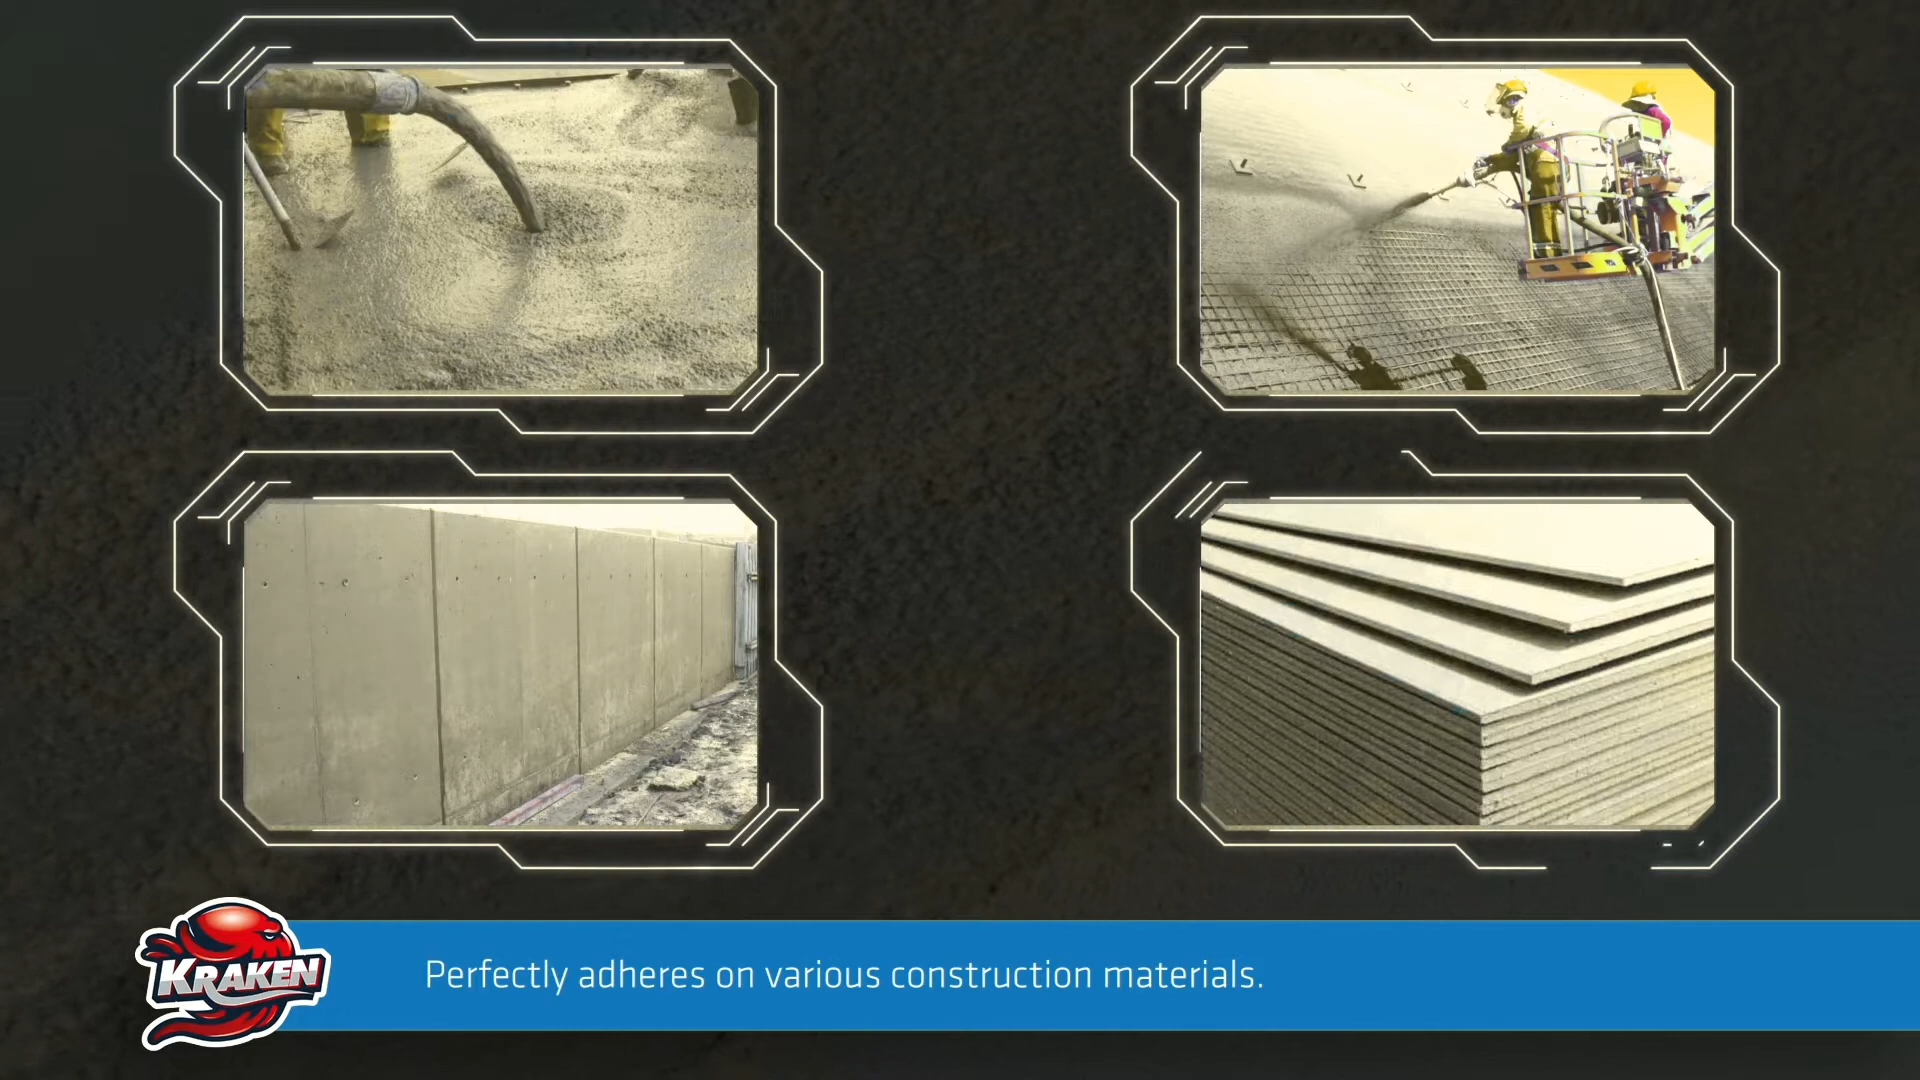 KRAKEN
Perfectly adheres on various construction materials.